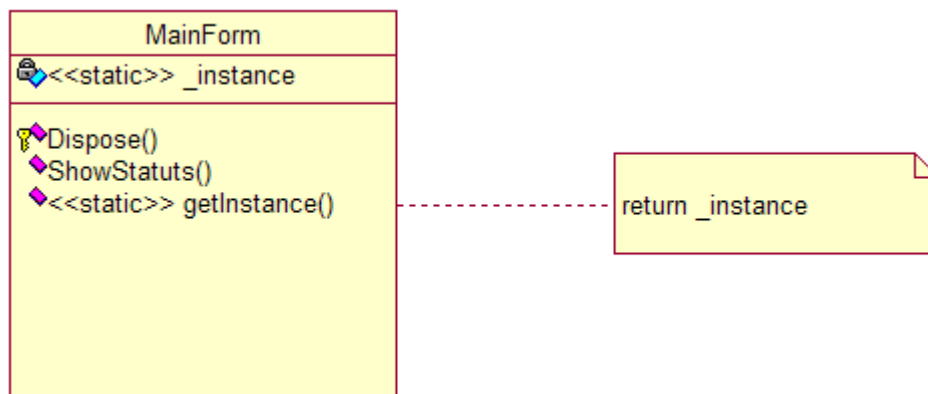 MainForm
<<static>> _instance
Dispose()
ShowStatuts()
<<static>> getInstance()
return _instance